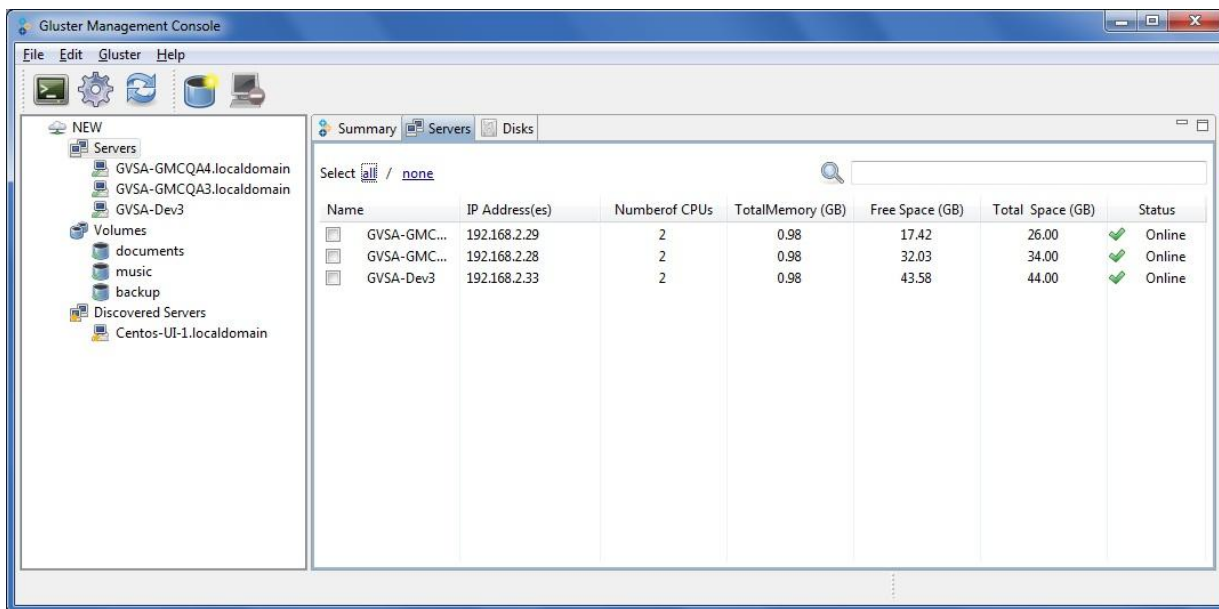 Gluster Management Console
File Edit Gluster Help
NEW
Servers
GVSA-GMCQA4.localdomain
GVSA-GMCQA3.localdomain
GVSA-Dev3
Volumes
documents
music
backup
Discovered Servers
Centos-UI-1.localdomain
Summary Servers Disks
Select all / none
Name IP Address(es) Numberof CPUs TotalMemory (GB) Free Space (GB) Total Space (GB) Status
GVSA-GMC... 192.168.2.29 2 0.98 17.42 26.00 Online
GVSA-GMC... 192.168.2.28 2 0.98 32.03 34.00 Online
GVSA-Dev3 192.168.2.33 2 0.98 43.58 44.00 Online